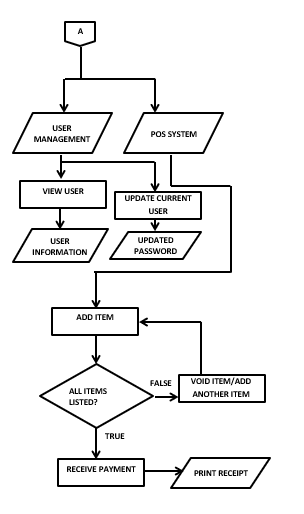 A
USER
MANAGEMENT
POS SYSTEM
VIEW USER
UPDATE CURRENT
USER
USER
INFORMATION
UPDATED
PASSWORD
ADD ITEM
ALL ITEMS
LISTED?
FALSE
VOID ITEM/ADD
ANOTHER ITEM
TRUE
RECEIVE PAYMENT
PRINT RECEIPT